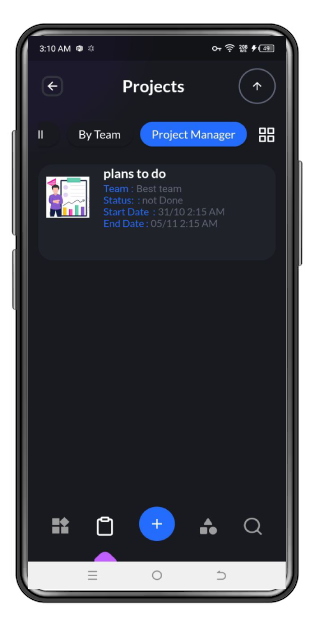 3:10 AM
Projects
ll
By Team
Project Manager
plans to do
Team : Best team
Status: : not Done
Start Date : 31/10 2:15 AM
End Date : 05/11 2:15 AM